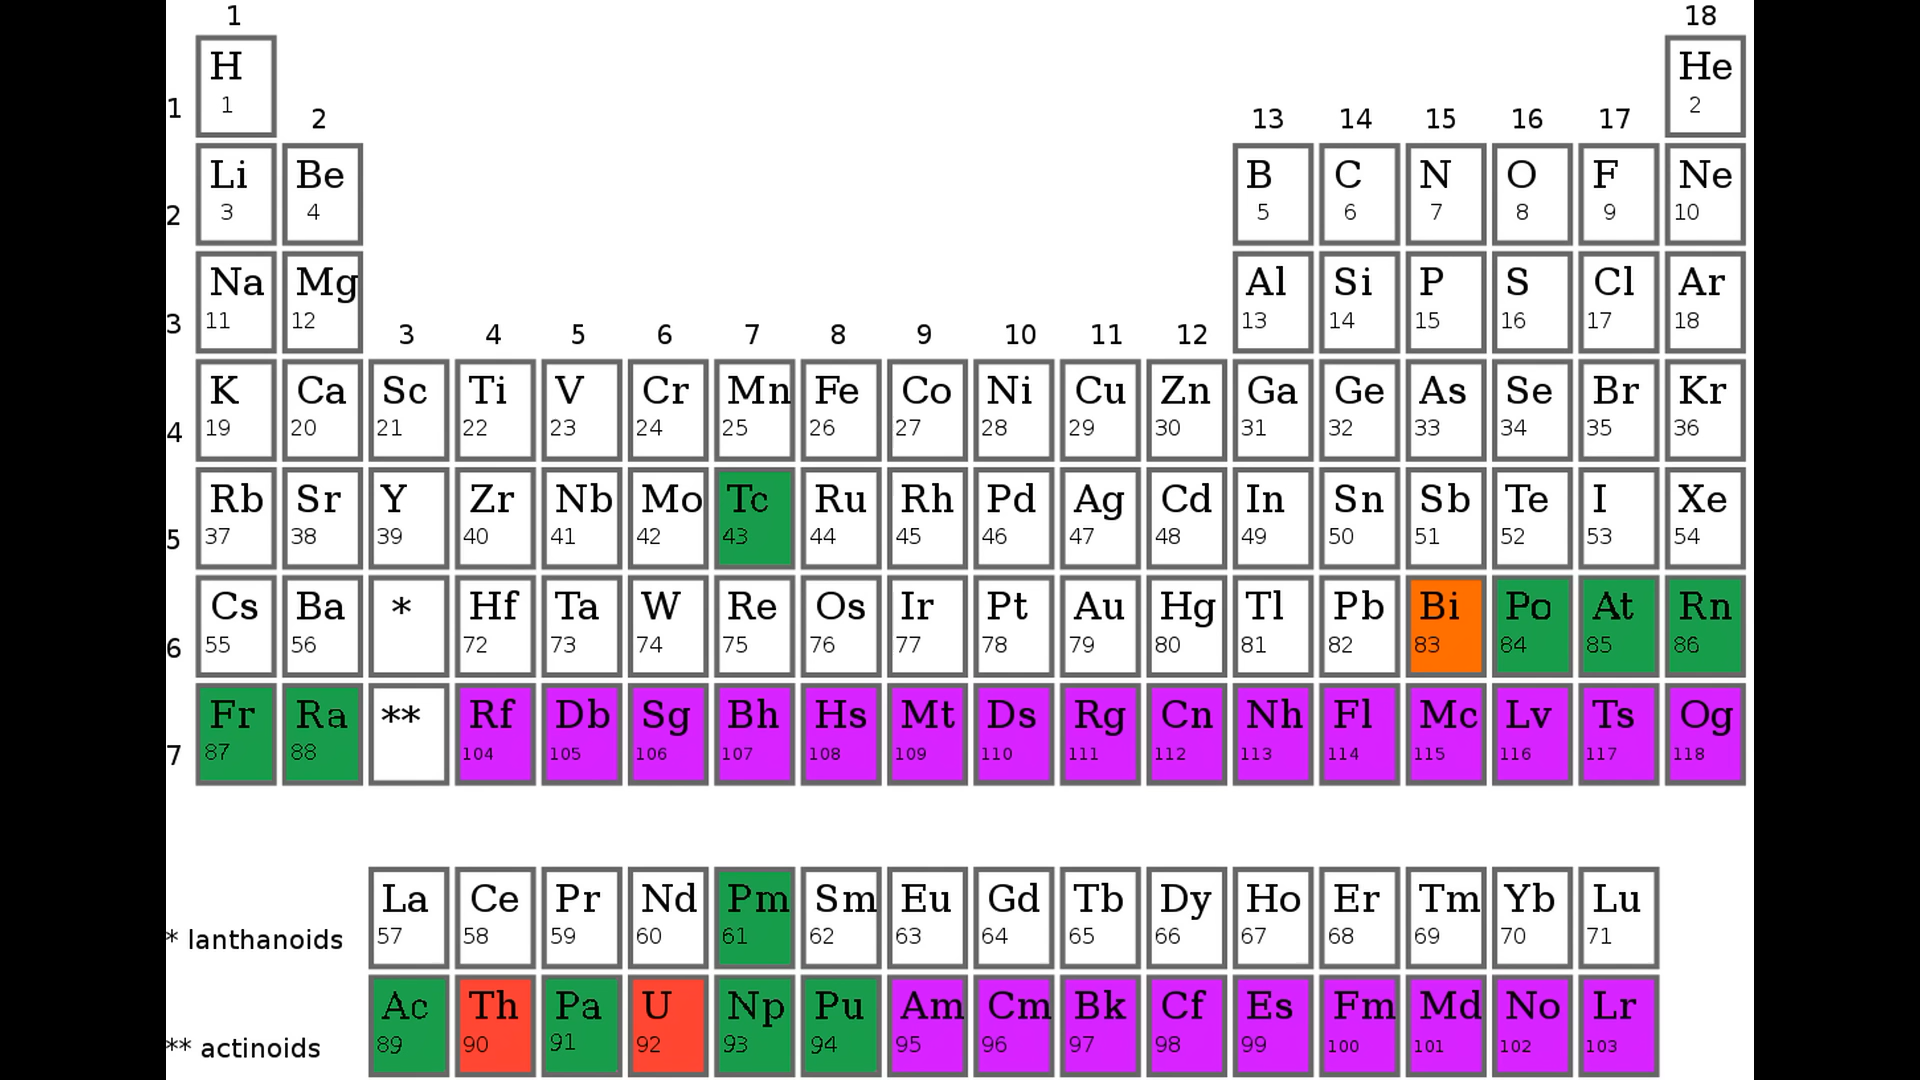 1 18
H He
1 1 2
2 13 14 15 16 17
Li Be B C N O F Ne
2 3 4 5 6 7 8 9 10
Na Mg Al Si P S Cl Ar
3 11 12 13 14 15 16 17 18
3 4 5 6 7 8 9 10 11 12
K Ca Sc Ti V Cr Mn Fe Co Ni Cu Zn Ga Ge As Se Br Kr
4 19 20 21 22 23 24 25 26 27 28 29 30 31 32 33 34 35 36
Rb Sr Y Zr Nb Mo Tc Ru Rh Pd Ag Cd In Sn Sb Te I Xe
5 37 38 39 40 41 42 43 44 45 46 47 48 49 50 51 52 53 54
Cs Ba * Hf Ta W Re Os Ir Pt Au Hg Tl Pb Bi Po At Rn
6 55 56 72 73 74 75 76 77 78 79 80 81 82 83 84 85 86
Fr Ra ** Rf Db Sg Bh Hs Mt Ds Rg Cn Nh Fl Mc Lv Ts Og
7 87 88 104 105 106 107 108 109 110 111 112 113 114 115 116 117 118
La Ce Pr Nd Pm Sm Eu Gd Tb Dy Ho Er Tm Yb Lu
* lanthanoids 57 58 59 60 61 62 63 64 65 66 67 68 69 70 71
Ac Th Pa U Np Pu Am Cm Bk Cf Es Fm Md No Lr
** actinoids 89 90 91 92 93 94 95 96 97 98 99 100 101 102 103